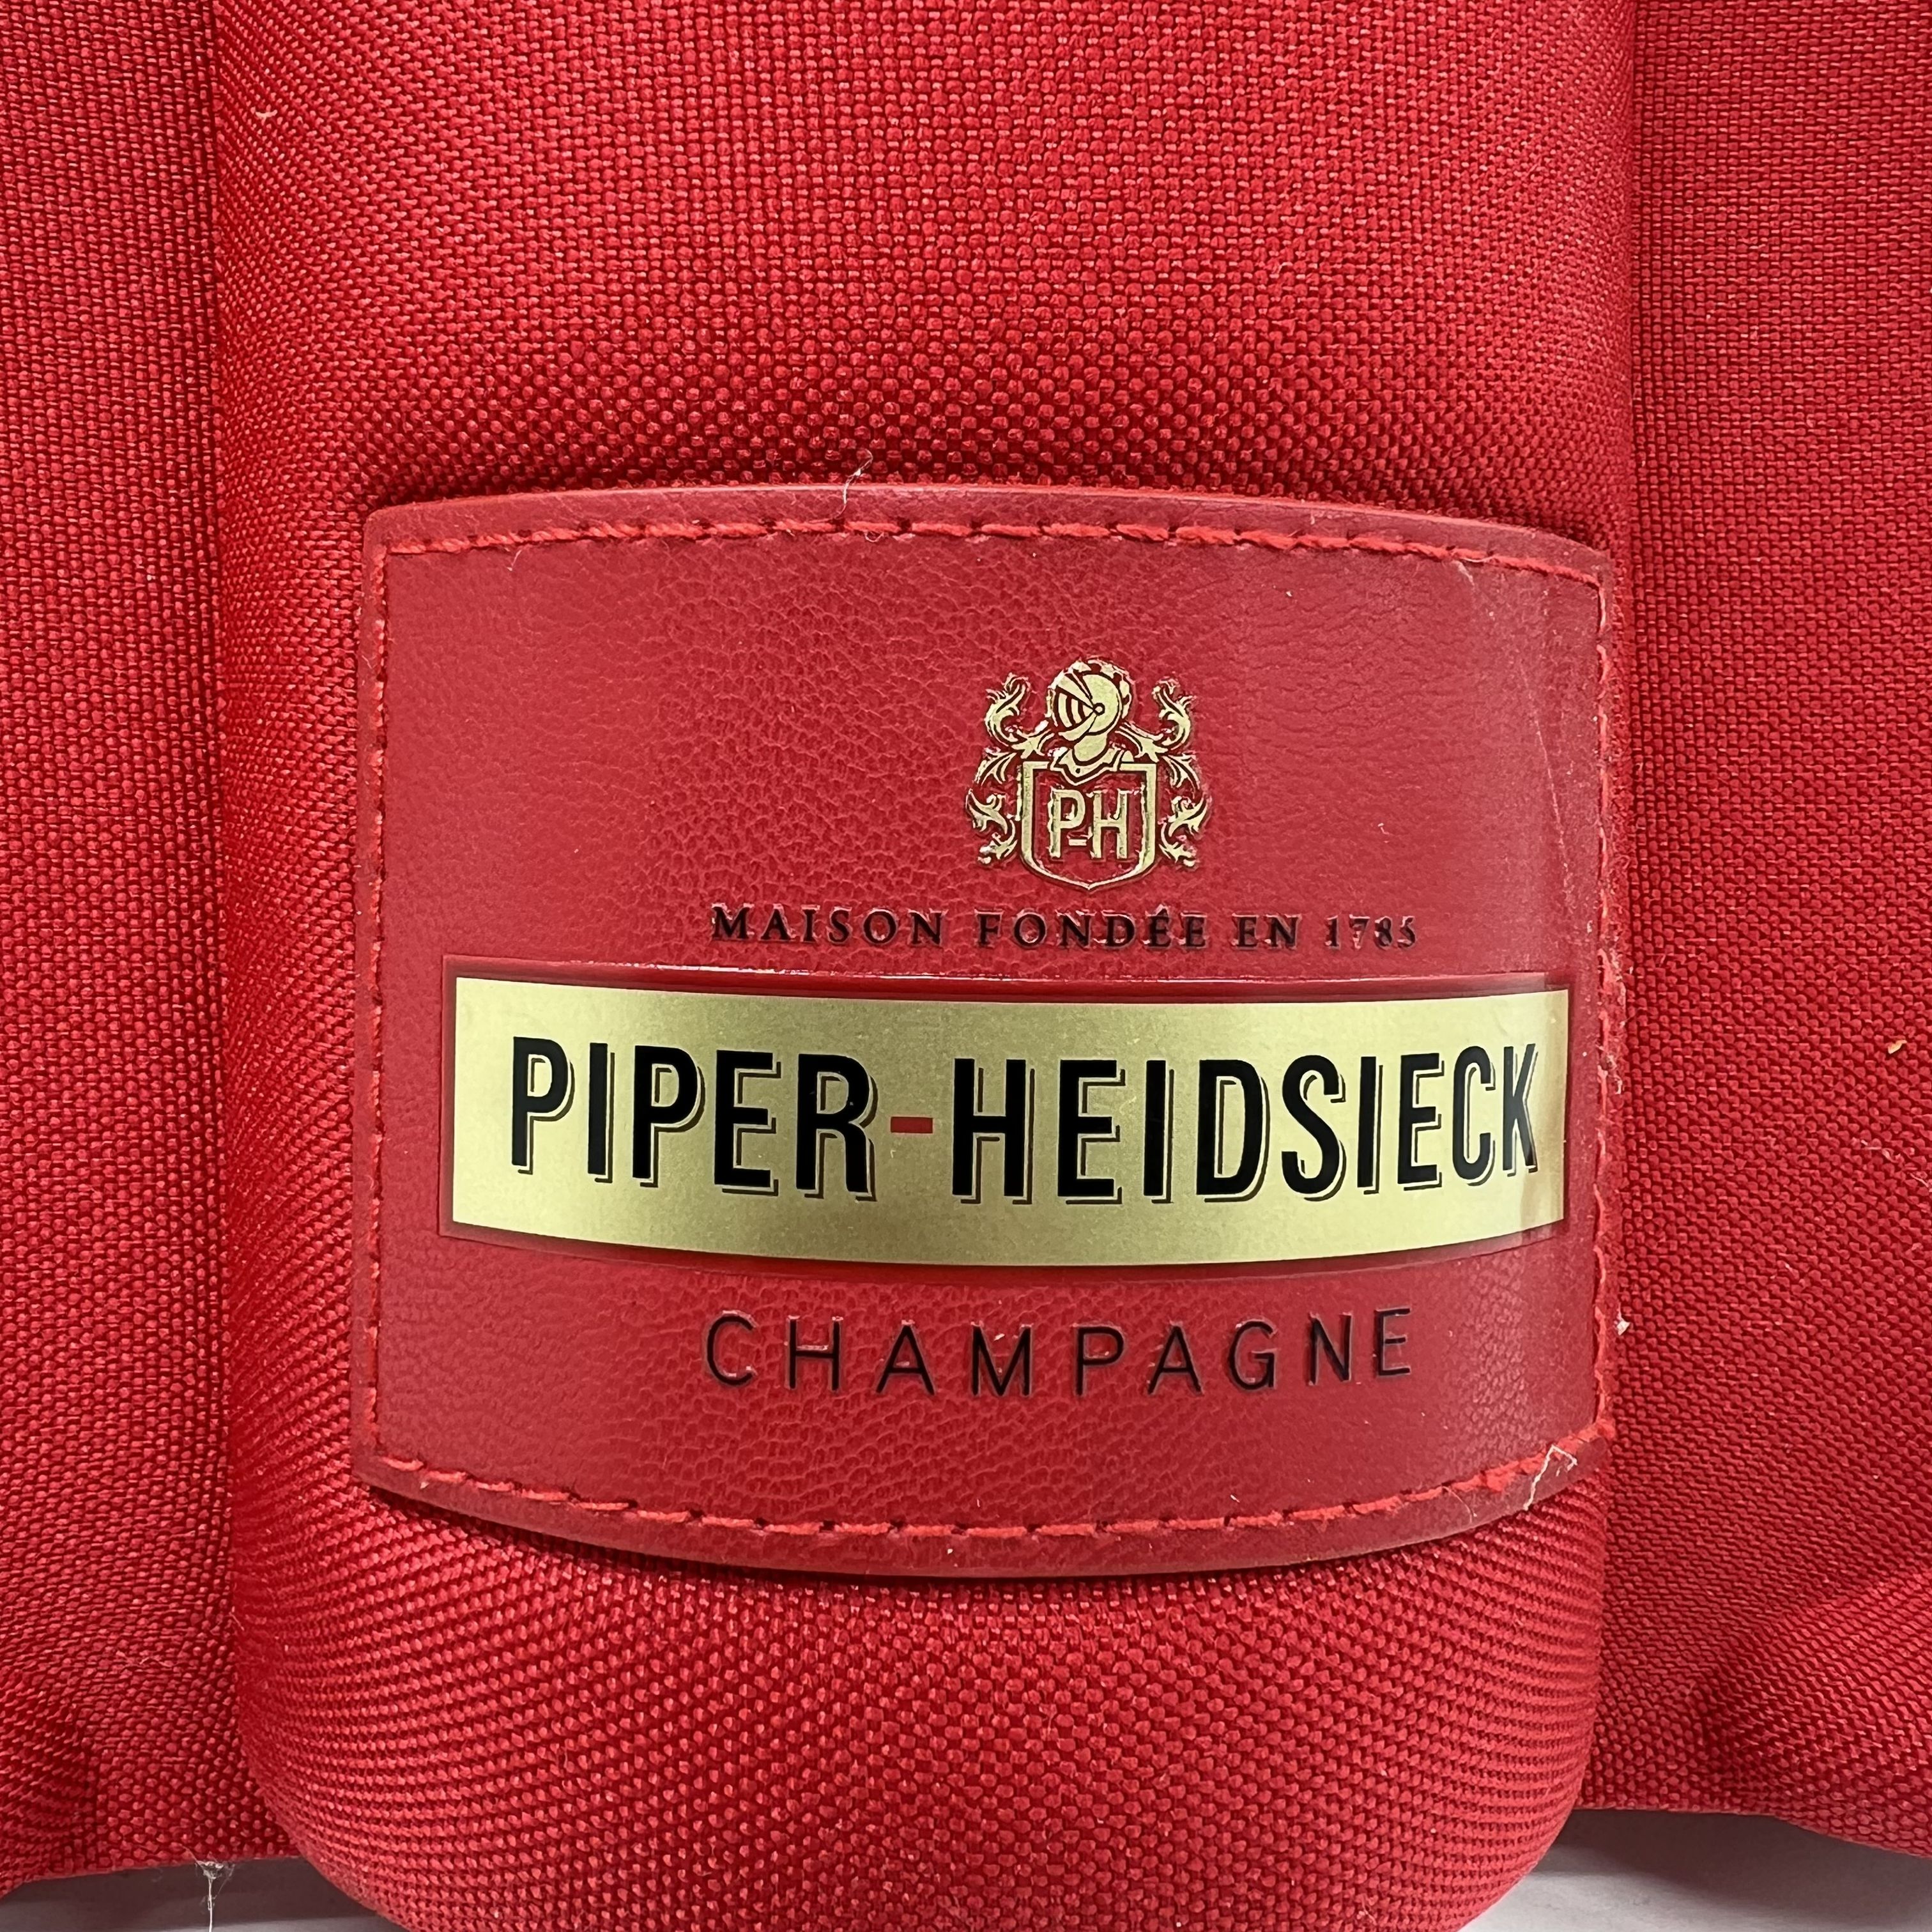 P-H
MAISON FONDÉE EN 1785
PIPER-HEIDSIECK
CHAMPAGNE